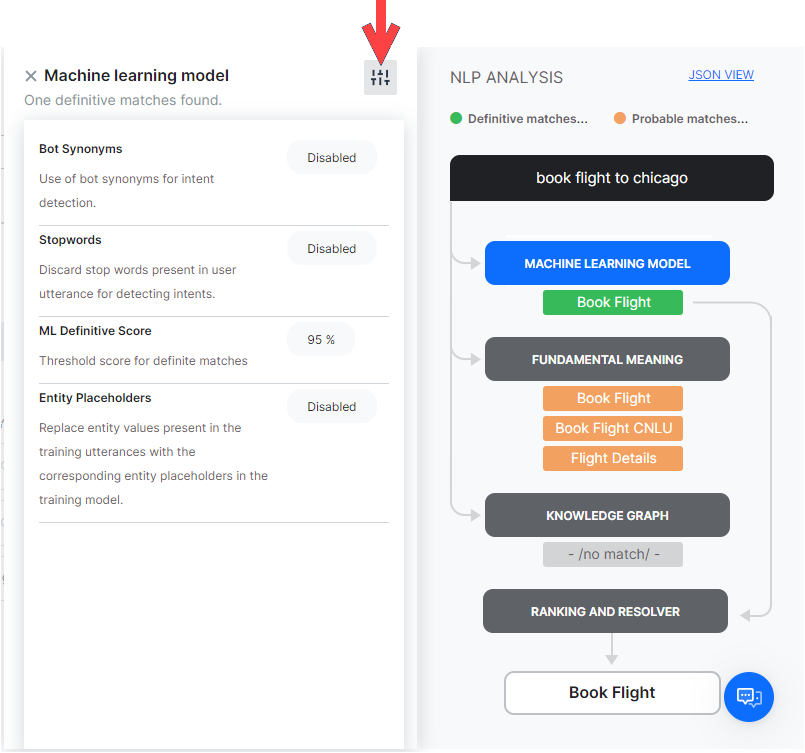 Machine learning model
One definitive matches found.
Bot Synonyms
Disabled
Use of bot synonyms for intent
detection.
Stopwords
Disabled
Discard stop words present in user
utterance for detecting intents.
ML Definitive Score
95 %
Threshold score for definite matches
Entity Placeholders
Disabled
Replace entity values present in the
training utterances with the
corresponding entity placeholders in the
training model.
NLP ANALYSIS
JSON VIEW
Definitive matches...
Probable matches...
book flight to chicago
MACHINE LEARNING MODEL
Book Flight
FUNDAMENTAL MEANING
Book Flight
Book Flight CNLU
Flight Details
KNOWLEDGE GRAPH
- /no match/ -
RANKING AND RESOLVER
Book Flight